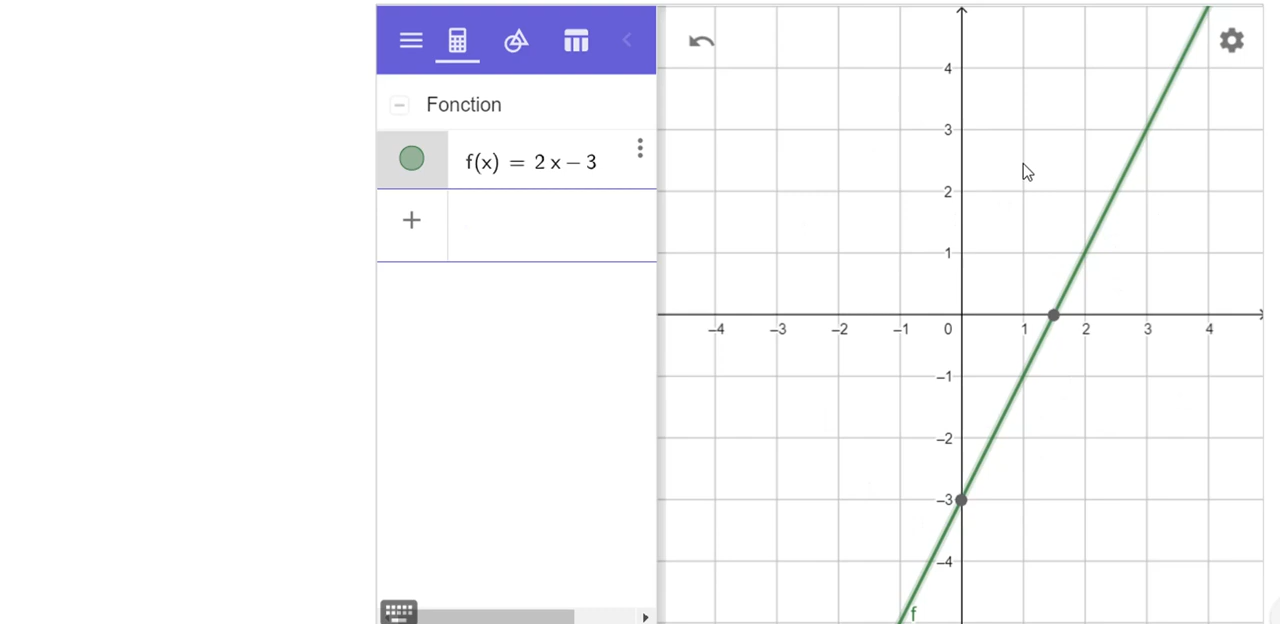 Fonction
f(x) = 2 x – 3
4
3
2
1
–4 –3 –2 –1 0 1 2 3 4
–1
–2
–3
–4
f